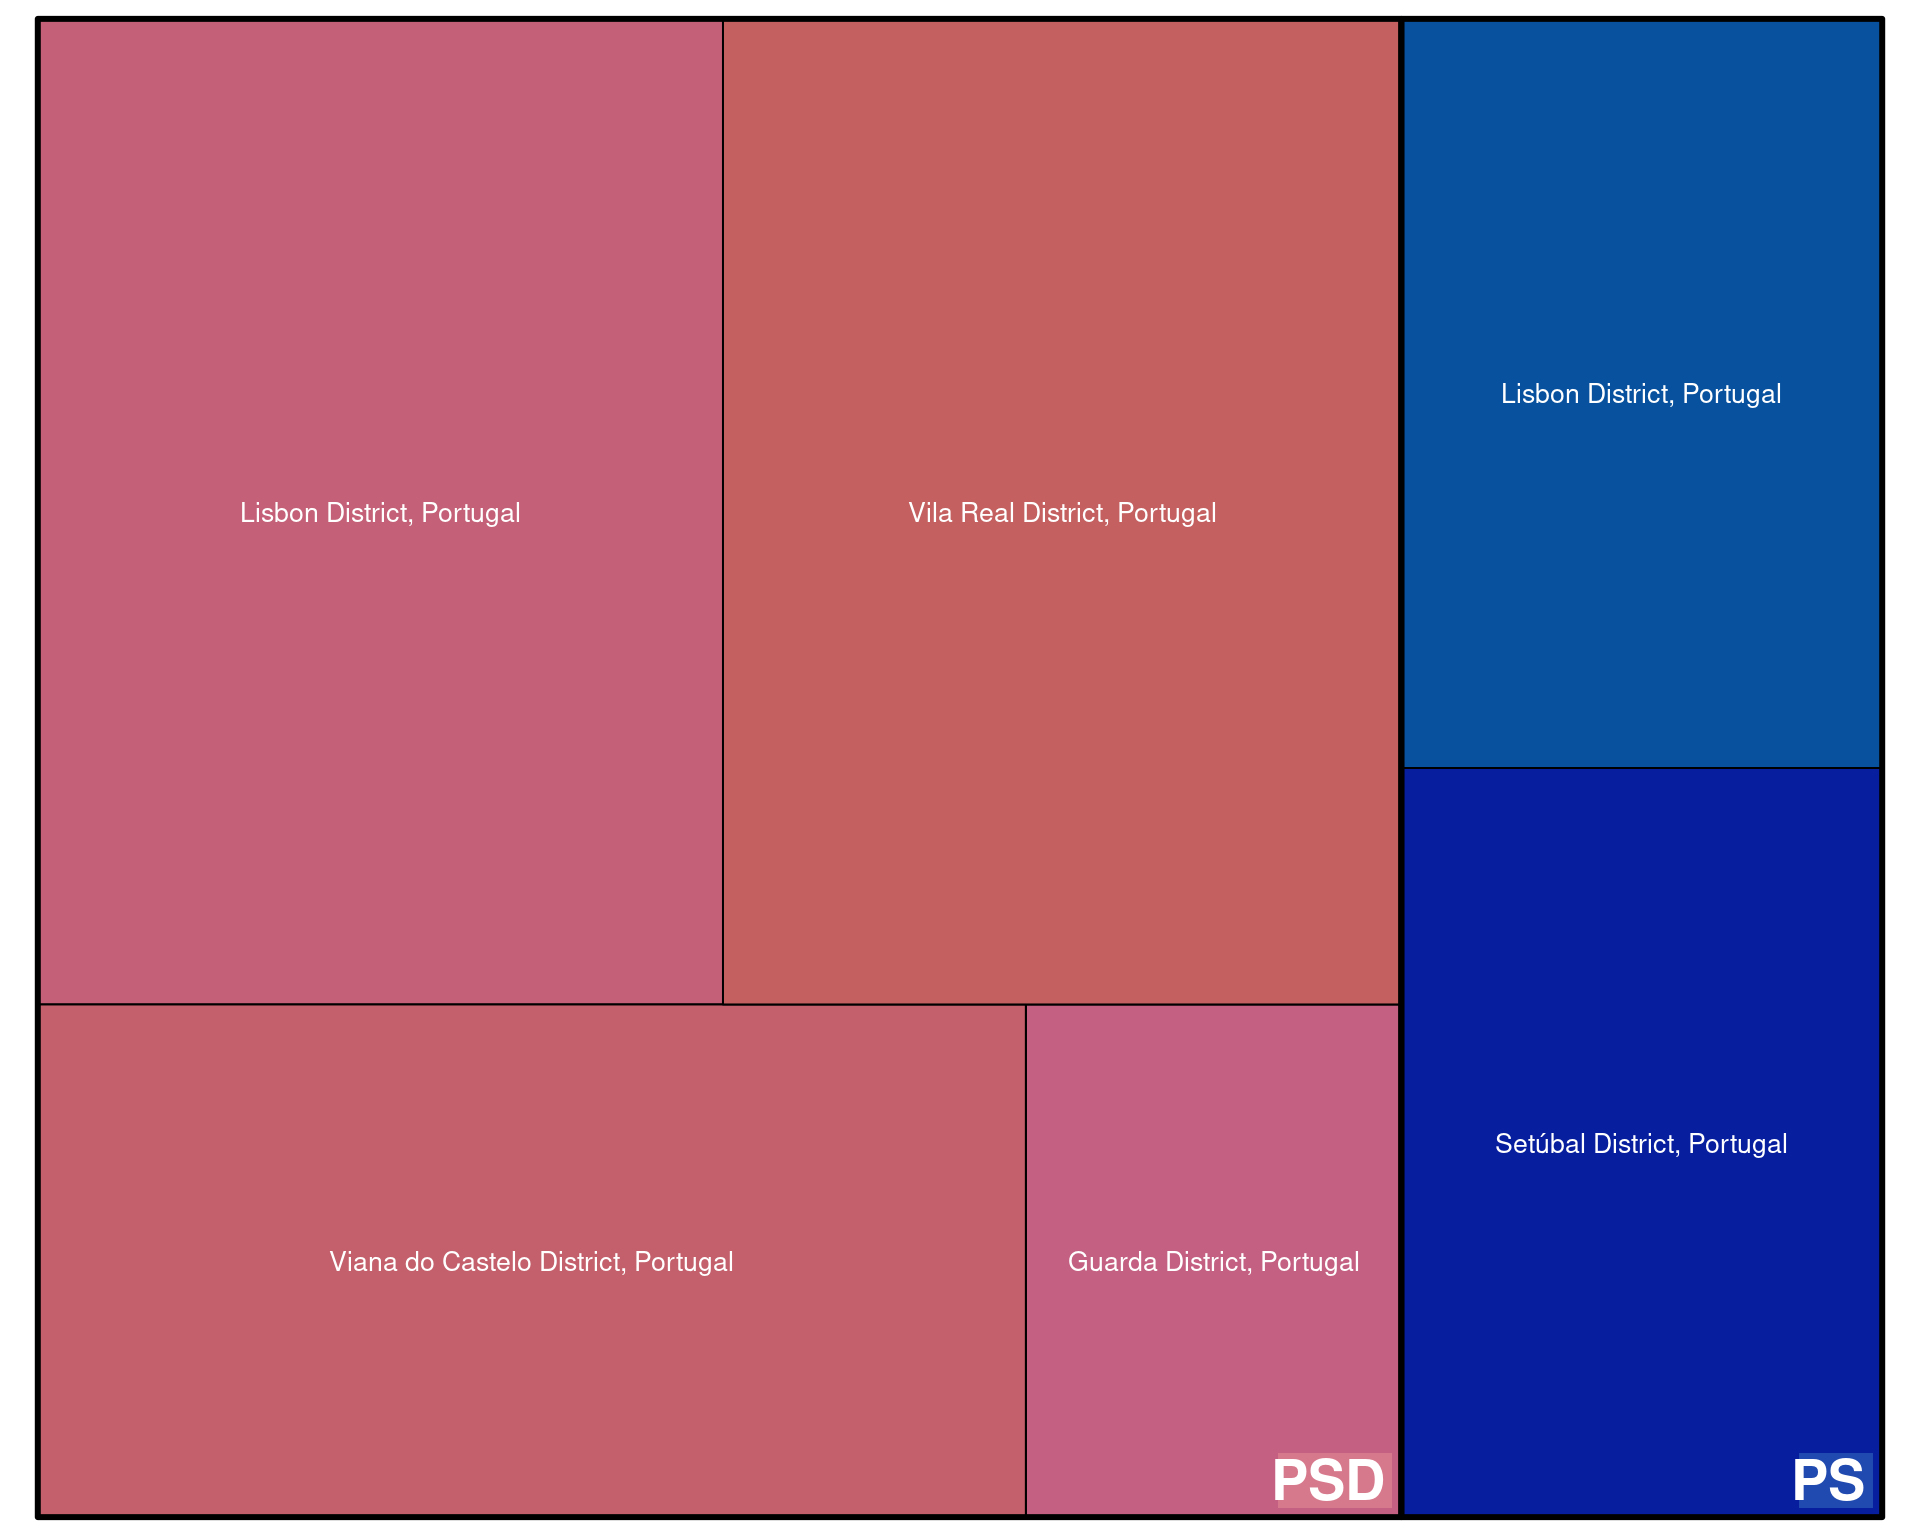 Lisbon District, Portugal
Lisbon District, Portugal
Vila Real District, Portugal
Setúbal District, Portugal
Viana do Castelo District, Portugal
Guarda District, Portugal
PSD
PS